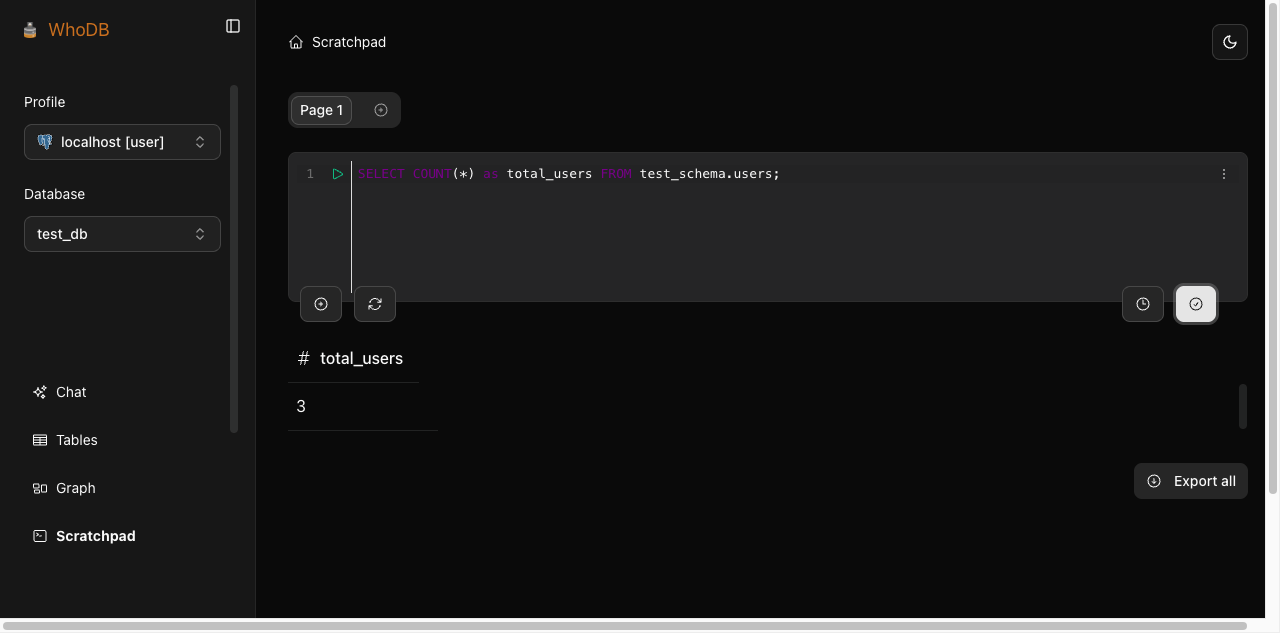 WhoDB
Profile
localhost [user]
Database
test_db
Chat
Tables
Graph
Scratchpad
Scratchpad
Page 1
1 SELECT COUNT(*) as total_users FROM test_schema.users;
# total_users
3
Export all